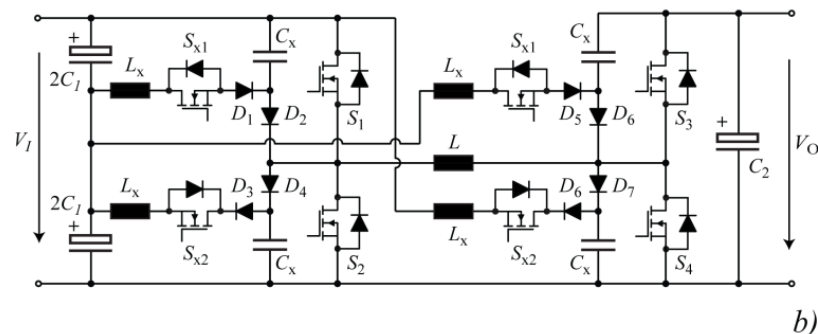 +
2C1
Lx
Sx1
D1
D2
Cx
S1
VI
2C1
+
Lx
Sx2
D3
D4
Cx
S2
L
Lx
Sx1
D5
D6
Cx
S3
Lx
Sx2
D6
D7
Cx
S4
+
C2
VO
b)